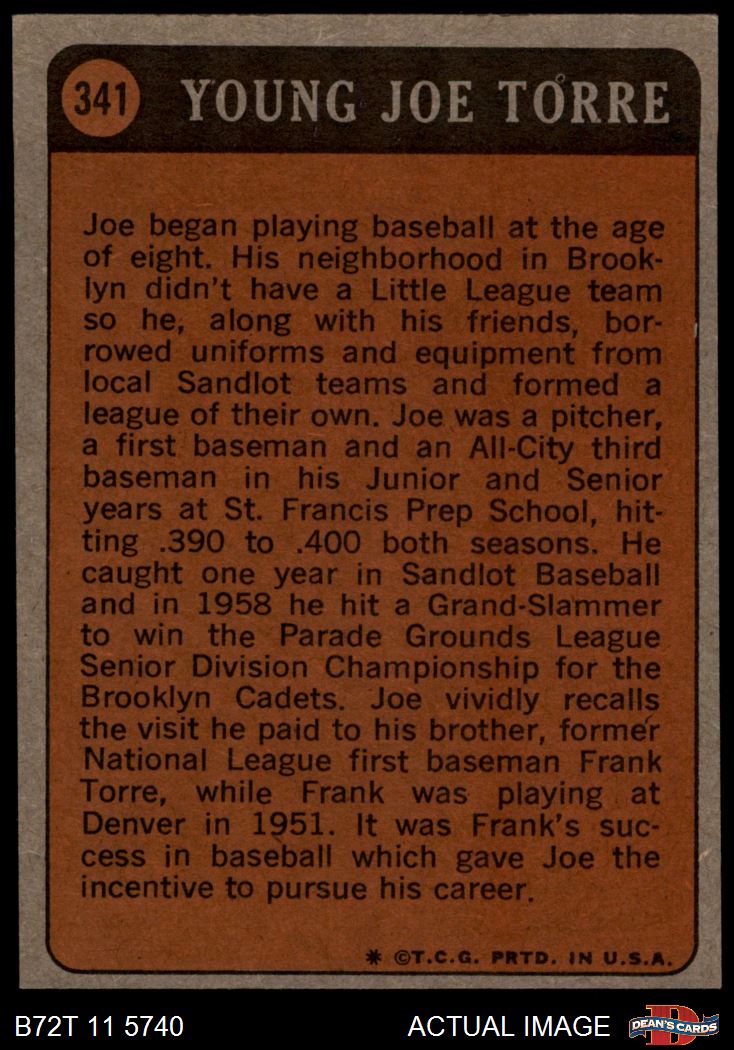 341 YOUNG JOE TORRE
Joe began playing baseball at the age
of eight. His neighborhood in Brook-
lyn didn't have a Little League team
so he, along with his friends, bor-
rowed uniforms and equipment from
local Sandlot teams and formed a
league of their own. Joe was a pitcher,
a first baseman and an All-City third
baseman in his Junior and Senior
years at St. Francis Prep School, hit-
ting .390 to .400 both seasons. He
caught one year in Sandlot Baseball
and in 1958 he hit a Grand-Slammer
to win the Parade Grounds League
Senior Division Championship for the
Brooklyn Cadets. Joe vividly recalls
the visit he paid to his brother, former
National League first baseman Frank
Torre, while Frank was playing at
Denver in 1951. It was Frank's suc-
cess in baseball which gave Joe the
incentive to pursue his career.
* ©T.C.G. PRTD. IN U.S.A.
B72T 11 5740 ACTUAL IMAGE D DEAN'S CARDS